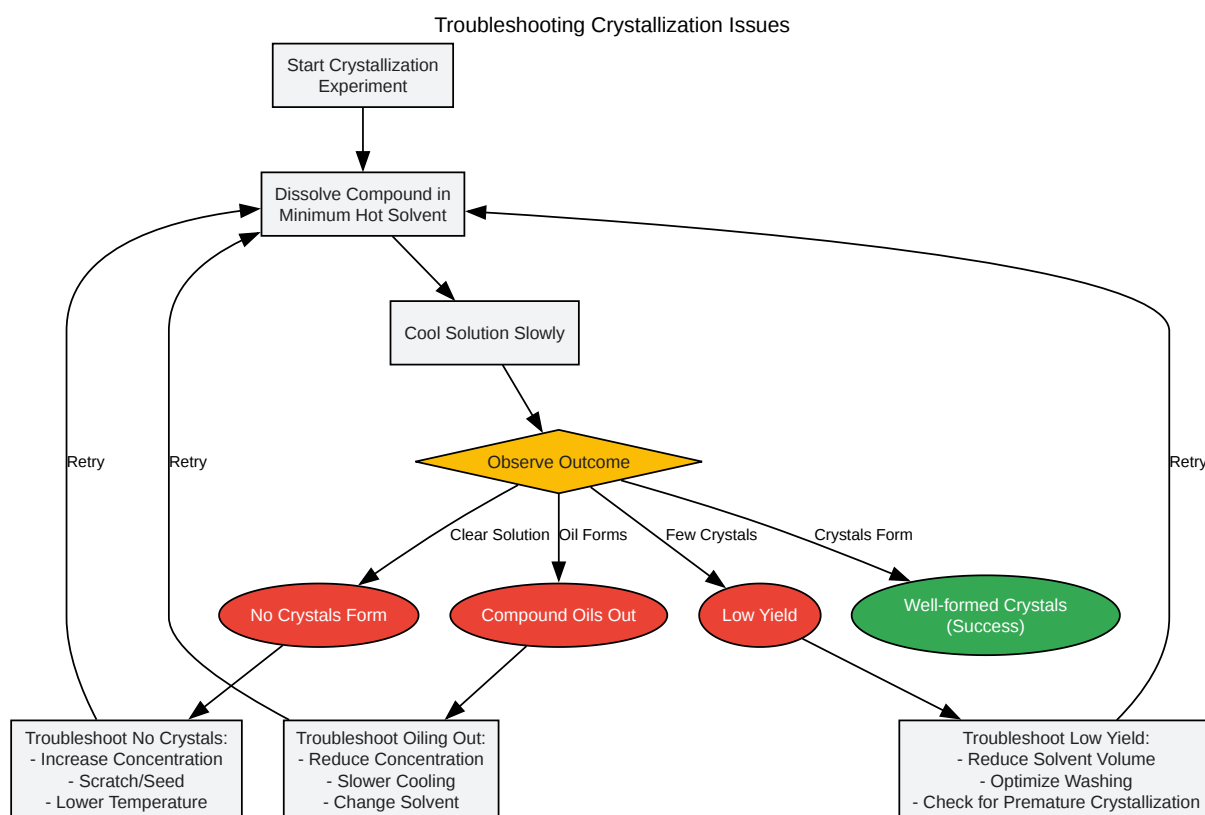 Troubleshooting Crystallization Issues
Start Crystallization
Experiment
Dissolve Compound in
Minimum Hot Solvent
Cool Solution Slowly
Retry
Retry
Retry
Observe Outcome
Clear Solution
Oil Forms
Few Crystals
Crystals Form
No Crystals Form
Compound Oils Out
Low Yield
Well-formed Crystals
(Success)
Troubleshoot No Crystals:
- Increase Concentration
- Scratch/Seed
- Lower Temperature
Troubleshoot Oiling Out:
- Reduce Concentration
- Slower Cooling
- Change Solvent
Troubleshoot Low Yield:
- Reduce Solvent Volume
- Optimize Washing
- Check for Premature Crystallization